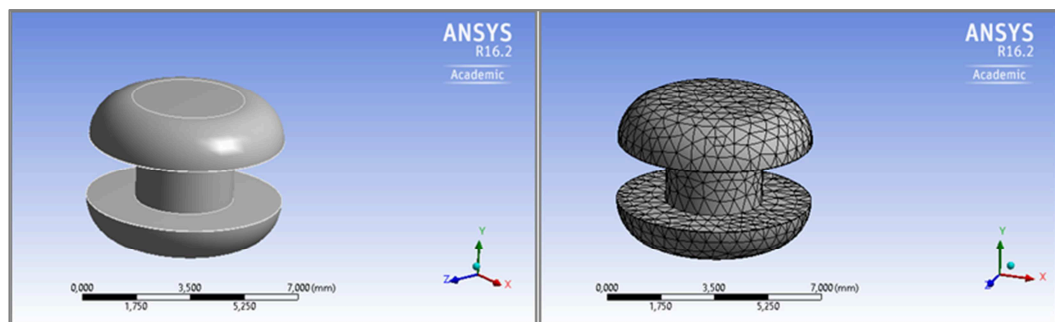 ANSYS
R16.2
Academic
Y
Z
X
0,000 3,500 7,000 (mm)
1,750 5,250
ANSYS
R16.2
Academic
Y
Z
X
0,000 3,500 7,000 (mm)
1,750 5,250